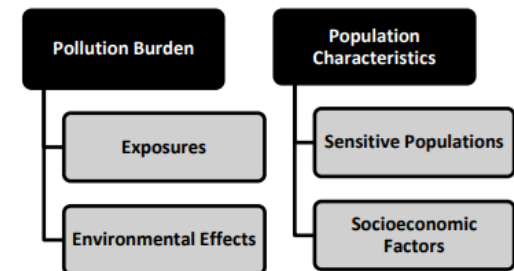 Pollution Burden
Exposures
Environmental Effects
Population
Characteristics
Sensitive Populations
Socioeconomic
Factors